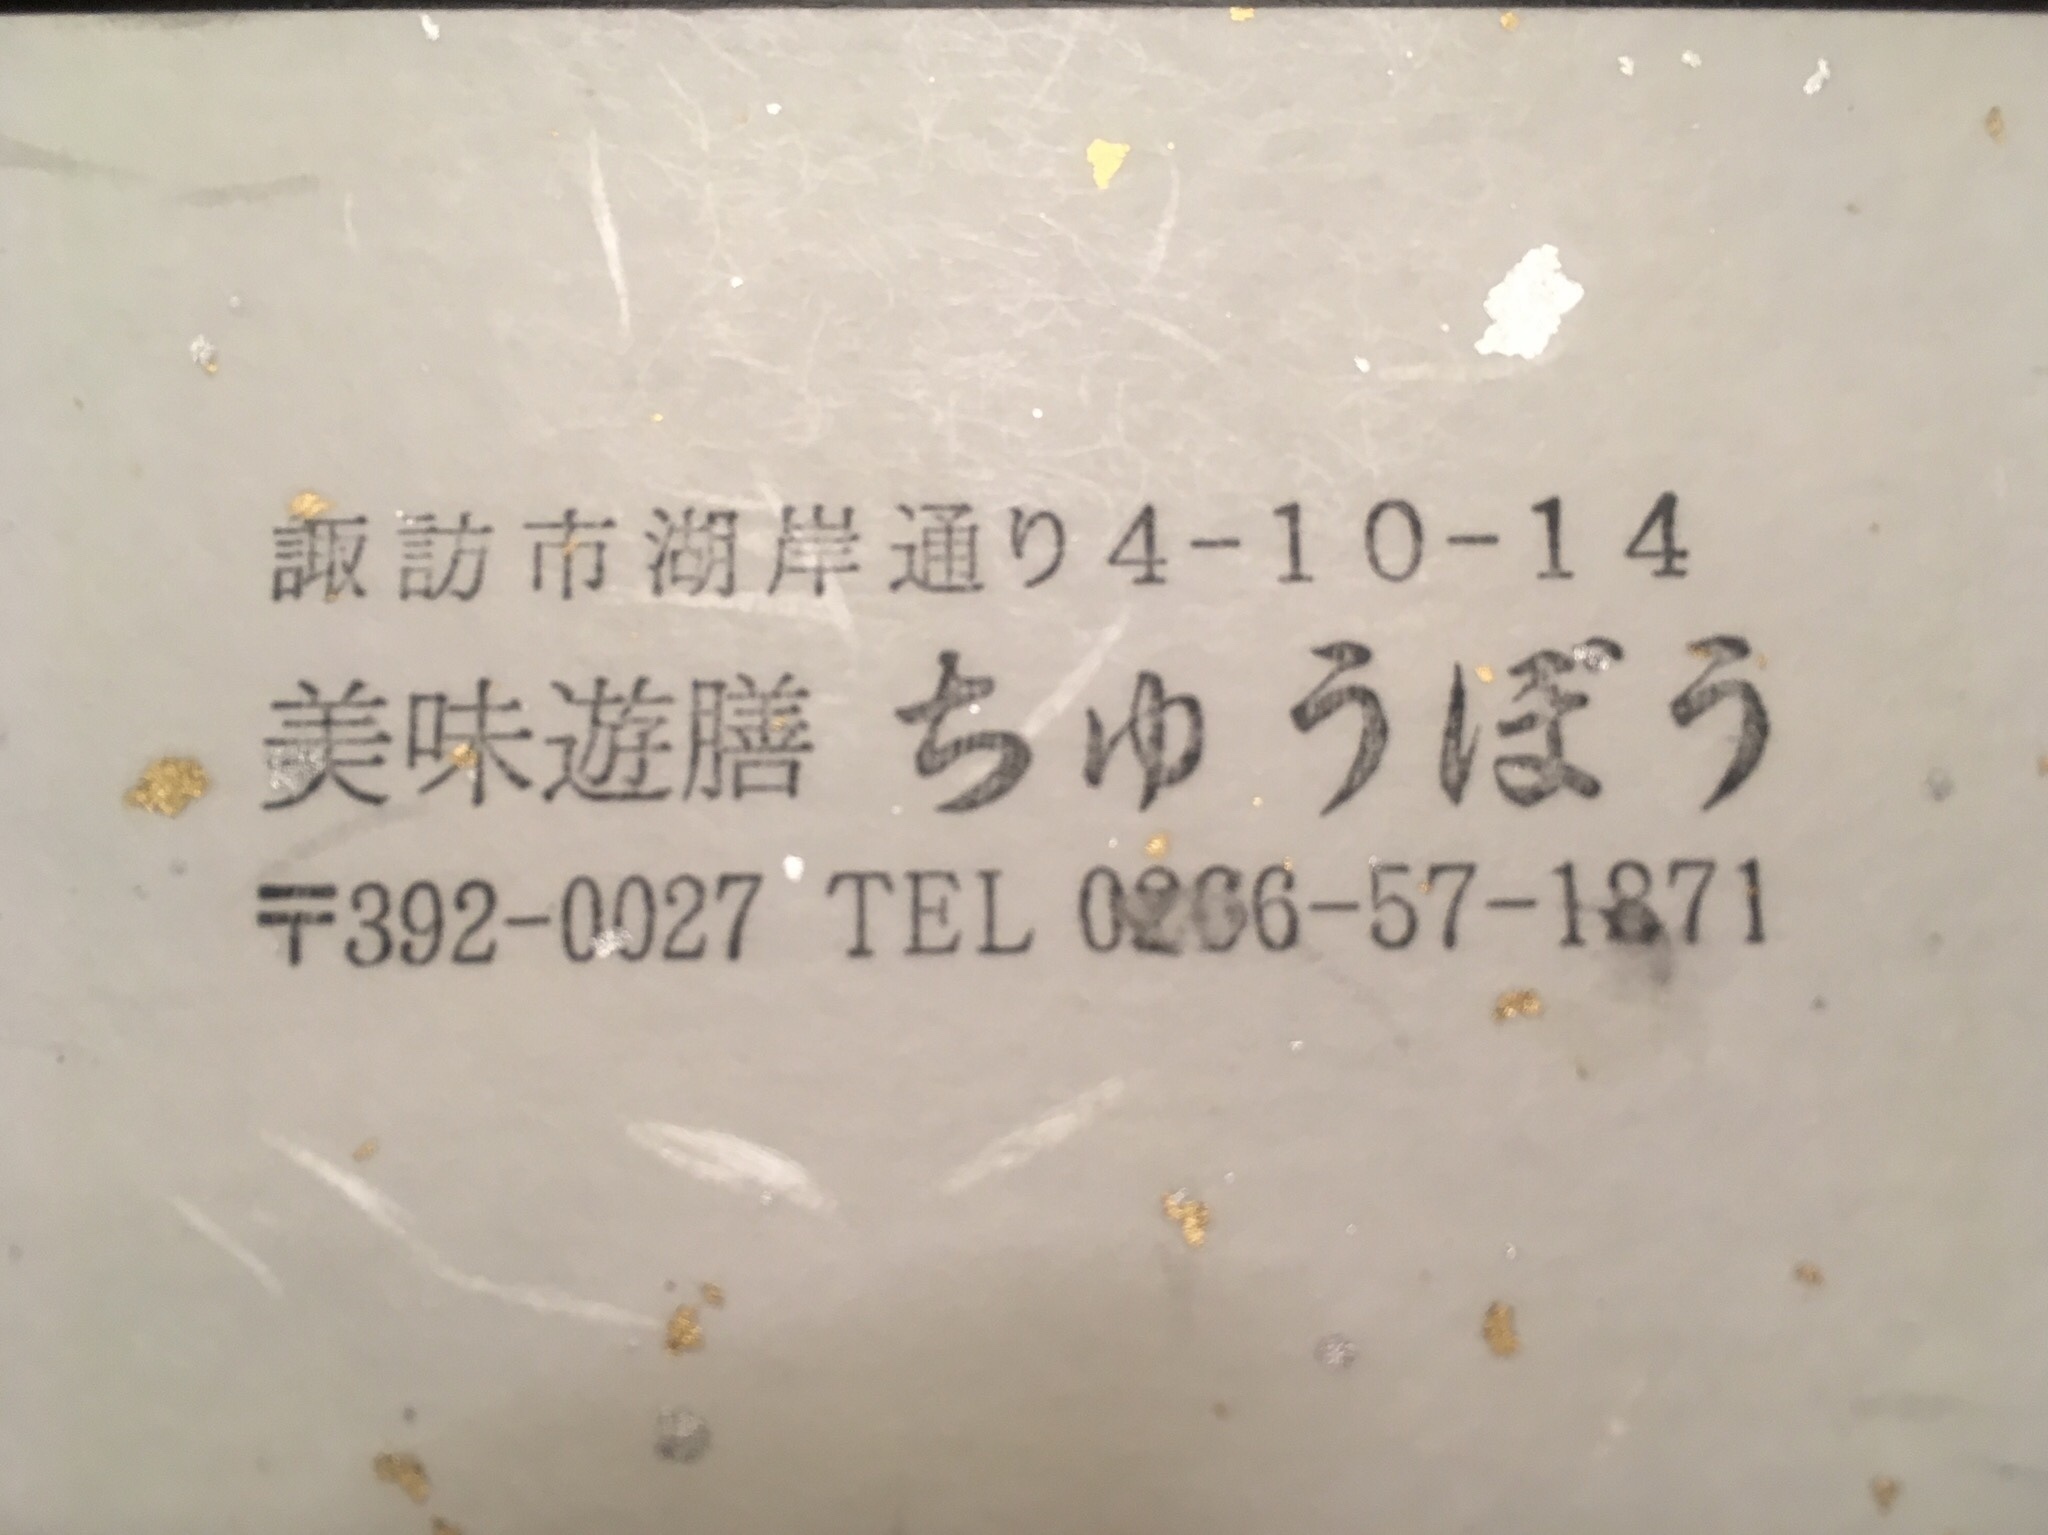 諏訪市湖岸通り4-10-14
美味遊膳 ちゅうぼう
〒392-0027 TEL 0266-57-1871